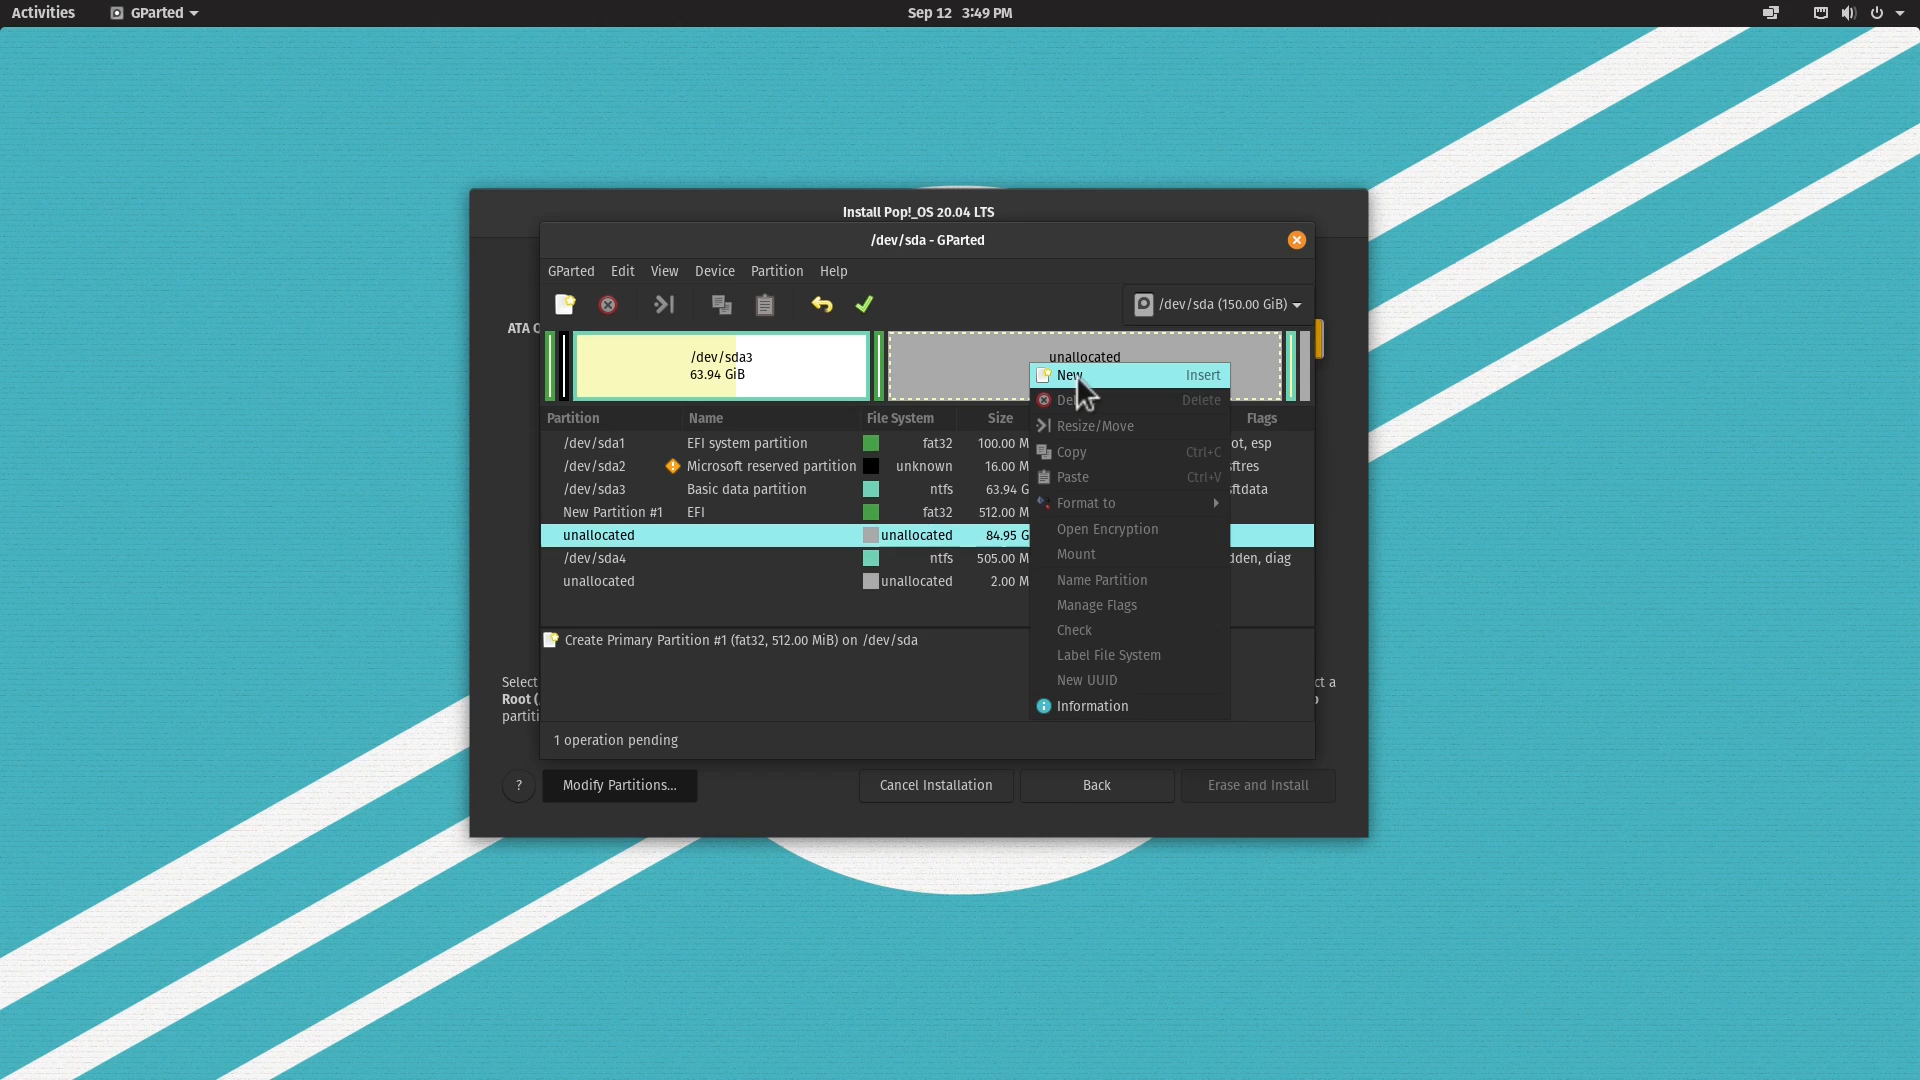 Activities GParted Sep 12 3:49 PM
Install Pop!_OS 20.04 LTS
/dev/sda - GParted
GParted Edit View Device Partition Help
/dev/sda (150.00 GiB)
ATA
/dev/sda3
63.94 GiB
unallocated
Partition Name File System Size Flags
/dev/sda1 EFI system partition fat32 100.00 M ot, esp
/dev/sda2 Microsoft reserved partition unknown 16.00 M ftres
/dev/sda3 Basic data partition ntfs 63.94 G ftdata
New Partition #1 EFI fat32 512.00 M
unallocated unallocated 84.95 G
/dev/sda4 ntfs 505.00 M dden, diag
unallocated unallocated 2.00 M
New Insert
De Delete
Resize/Move
Copy Ctrl+C
Paste Ctrl+V
Format to
Open Encryption
Mount
Name Partition
Manage Flags
Check
Label File System
New UUID
Information
Create Primary Partition #1 (fat32, 512.00 MiB) on /dev/sda
1 operation pending
Select ct a
Root (
partiti
? Modify Partitions... Cancel Installation Back Erase and Install